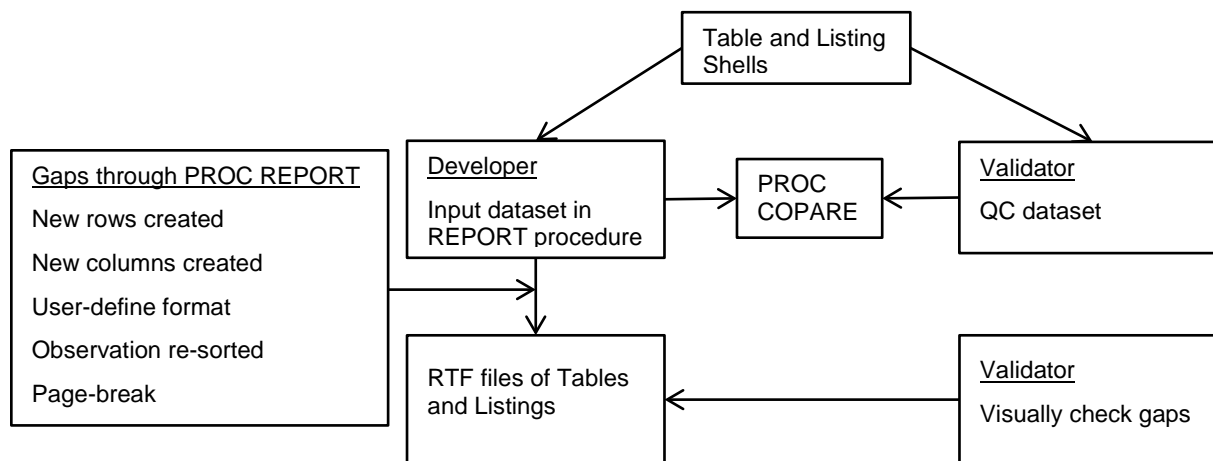 Table and Listing
Shells
Gaps through PROC REPORT
New rows created
New columns created
User-define format
Observation re-sorted
Page-break
Developer
Input dataset in
REPORT procedure
PROC
COPARE
Validator
QC dataset
RTF files of Tables
and Listings
Validator
Visually check gaps